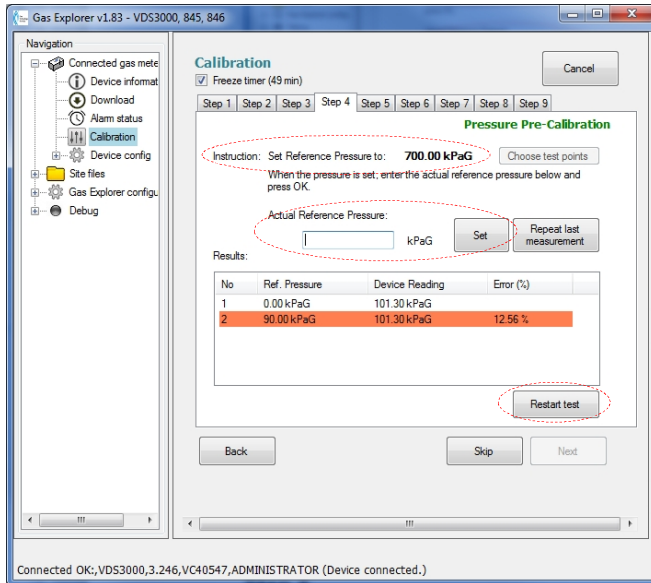 Gas Explorer v1.83 - VDS3000, 845, 846
Navigation
Connected gas mete
Device informat
Download
Alarm status
Calibration
Device config
Site files
Gas Explorer configu
Debug
Calibration
Freeze timer (49 min)
Cancel
Step 1 Step 2 Step 3 Step 4 Step 5 Step 6 Step 7 Step 8 Step 9
Pressure Pre-Calibration
Instruction: Set Reference Pressure to: 700.00 kPaG Choose test points
When the pressure is set, enter the actual reference pressure below and
press OK.
Actual Reference Pressure:
kPaG Set Repeat last
measurement
Results:
No Ref. Pressure Device Reading Error (%)
1 0.00 kPaG 101.30 kPaG
2 90.00 kPaG 101.30 kPaG 12.56 %
Restart test
Back Skip Next
Connected OK:,VDS3000,3.246,VC40547,ADMINISTRATOR (Device connected.)